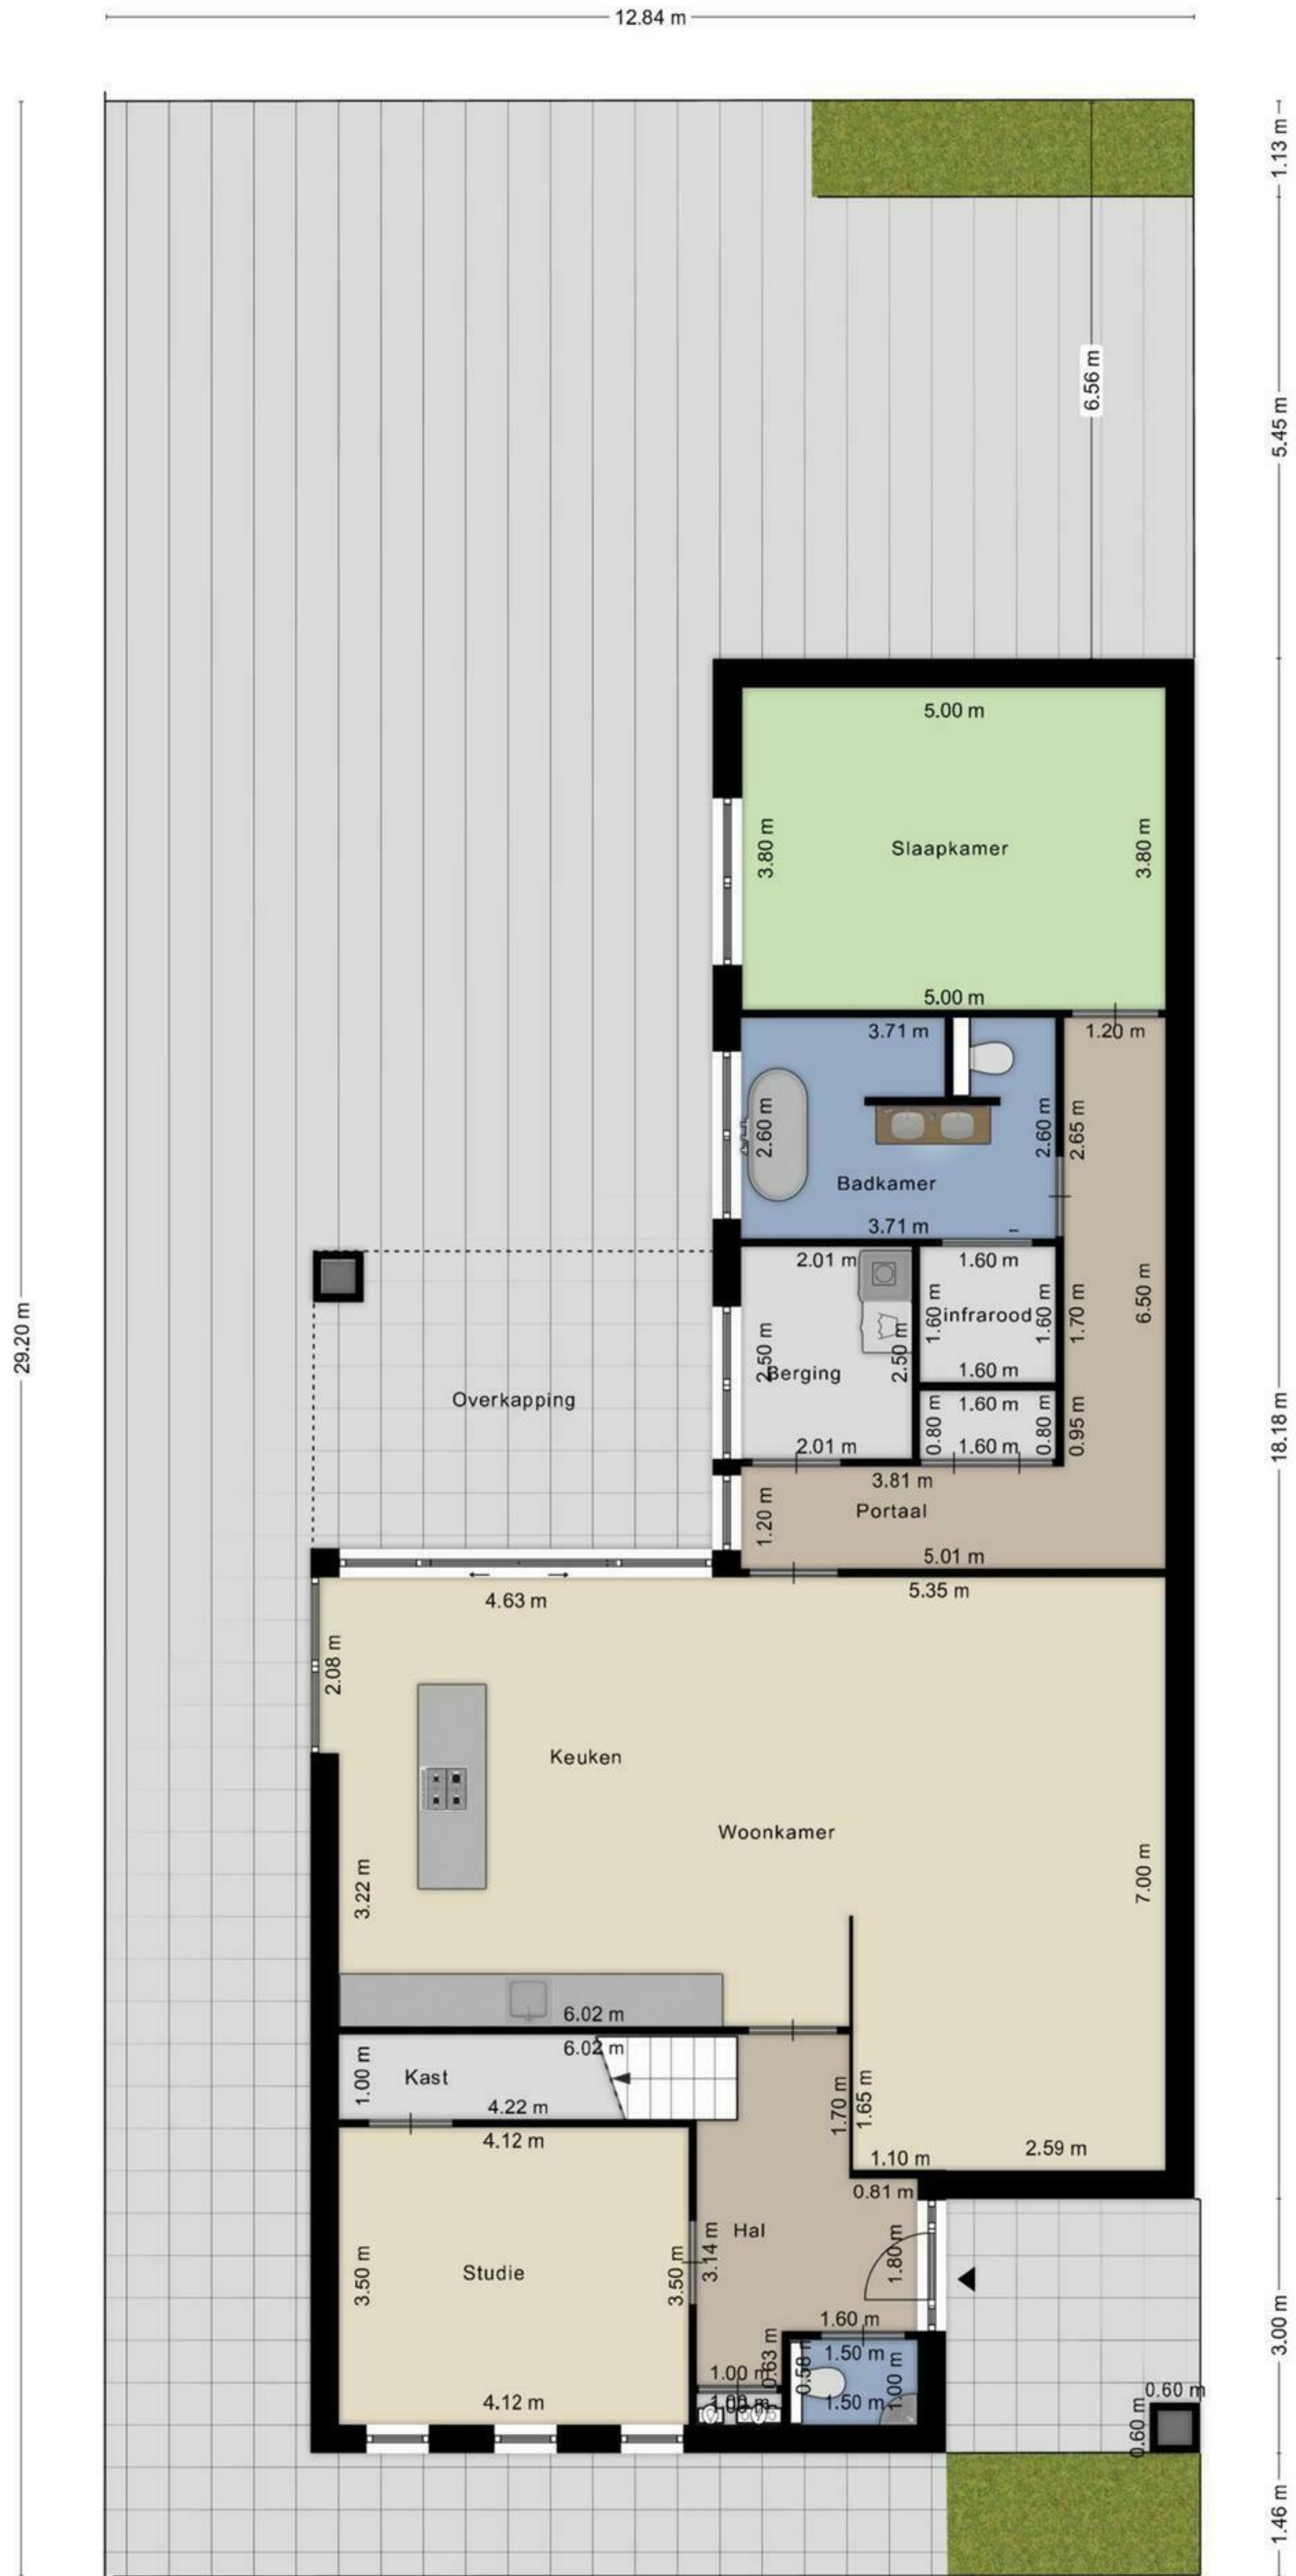 12.84 m
1.13 m
6.56 m
5.45 m
5.00 m
3.80 m
Slaapkamer
3.80 m
5.00 m
3.71 m
1.20 m
2.60 m
2.60 m
2.65 m
Badkamer
3.71 m
2.01 m
1.60 m
29.20 m
2.50 m
2.50 m
1.60 m
infrarood
1.60 m
1.70 m
6.50 m
Berging
1.60 m
Overkapping
18.18 m
0.80 m
1.60 m
0.80 m
0.95 m
2.01 m
1.60 m
3.81 m
1.20 m
Portaal
5.01 m
4.63 m
5.35 m
2.08 m
Keuken
Woonkamer
3.22 m
7.00 m
6.02 m
6.02 m
1.00 m
Kast
4.22 m
1.70 m
1.65 m
4.12 m
1.10 m
2.59 m
0.81 m
Hal
3.50 m
Studie
3.50 m
3.14 m
1.80 m
3.00 m
1.60 m
1.50 m
0.63 m
0.58 m
1.00 m
1.00 m
4.12 m
1.00 m
1.50 m
0.60 m
0.60 m
1.46 m